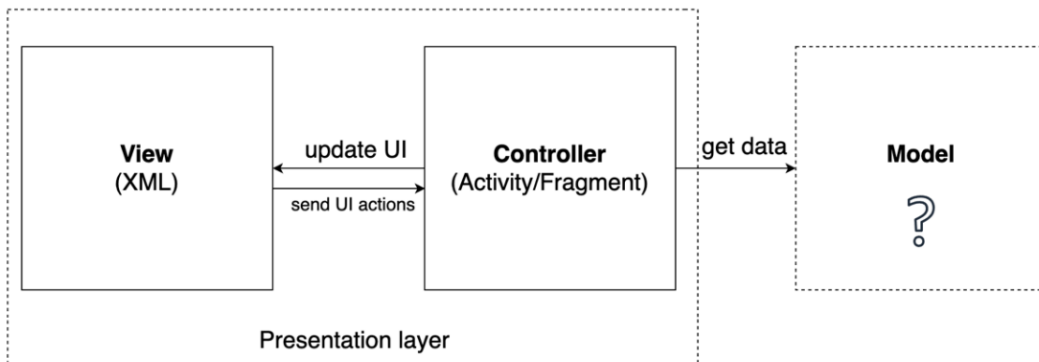 View
(XML)
update UI
send UI actions
Controller
(Activity/Fragment)
get data
Model
?
Presentation layer